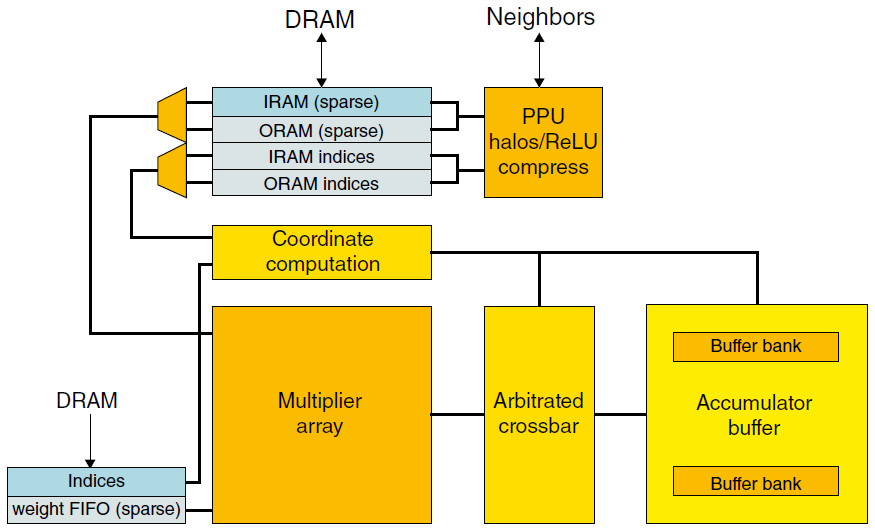 DRAM
Neighbors
IRAM (sparse)
ORAM (sparse)
IRAM indices
ORAM indices
PPU
halos/ReLU
compress
Coordinate
computation
DRAM
Indices
weight FIFO (sparse)
Multiplier
array
Arbitrated
crossbar
Buffer bank
Accumulator
buffer
Buffer bank